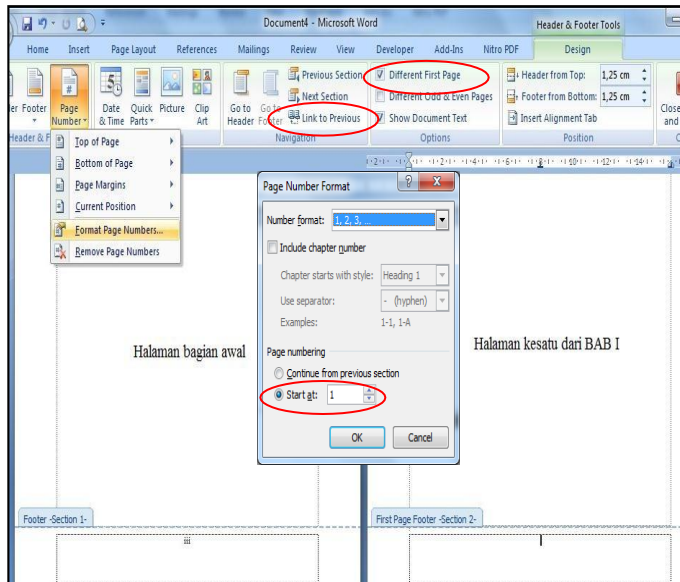 Document4 - Microsoft Word
Header & Footer Tools
Home Insert Page Layout References Mailings Review View Developer Add-Ins Nitro PDF Design
Footer
Page Number
Date & Time
Quick Parts
Picture
Clip Art
Go to Header
Go to Footer
Previous Section
Next Section
Link to Previous
Navigation
Different First Page
Different Odd & Even Pages
Show Document Text
Options
Header from Top: 1,25 cm
Footer from Bottom: 1,25 cm
Insert Alignment Tab
Position
Top of Page
Bottom of Page
Page Margins
Current Position
Format Page Numbers...
Remove Page Numbers
Page Number Format
Number format: 1, 2, 3, ...
Include chapter number
Chapter starts with style: Heading 1
Use separator: - (hyphen)
Examples: 1-1, 1-A
Page numbering
Continue from previous section
Start at: 1
OK Cancel
Halaman bagian awal
Halaman kesatu dari BAB I
Footer -Section 1-
First Page Footer -Section 2-
iii